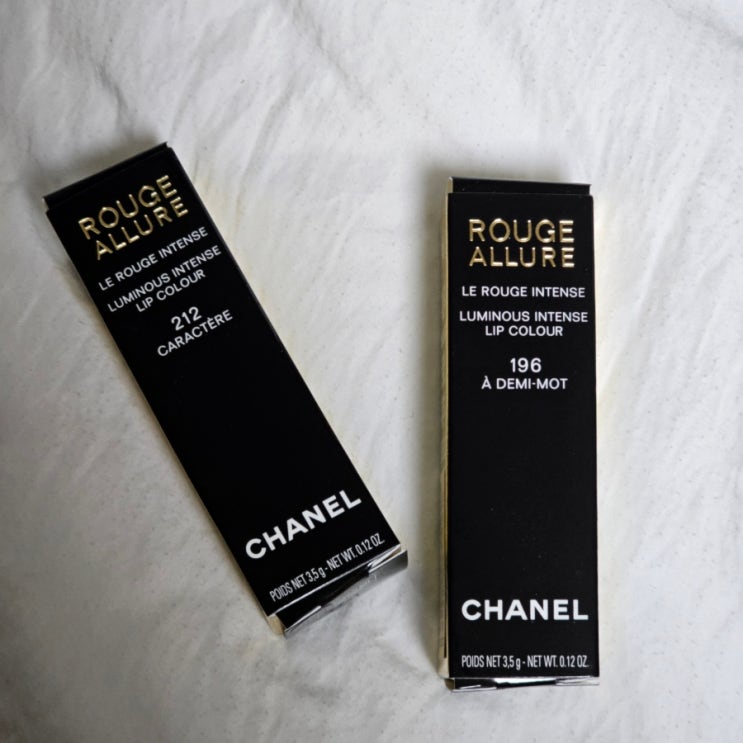 ROUGE
ALLURE
LE ROUGE INTENSE
LUMINOUS INTENSE
LIP COLOUR
212
CARACTÈRE
CHANEL
POIDS NET 3,5 g - NET WT. 0.12 OZ.
ROUGE
ALLURE
LE ROUGE INTENSE
LUMINOUS INTENSE
LIP COLOUR
196
À DEMI-MOT
CHANEL
POIDS NET 3,5 g - NET WT. 0.12 OZ.